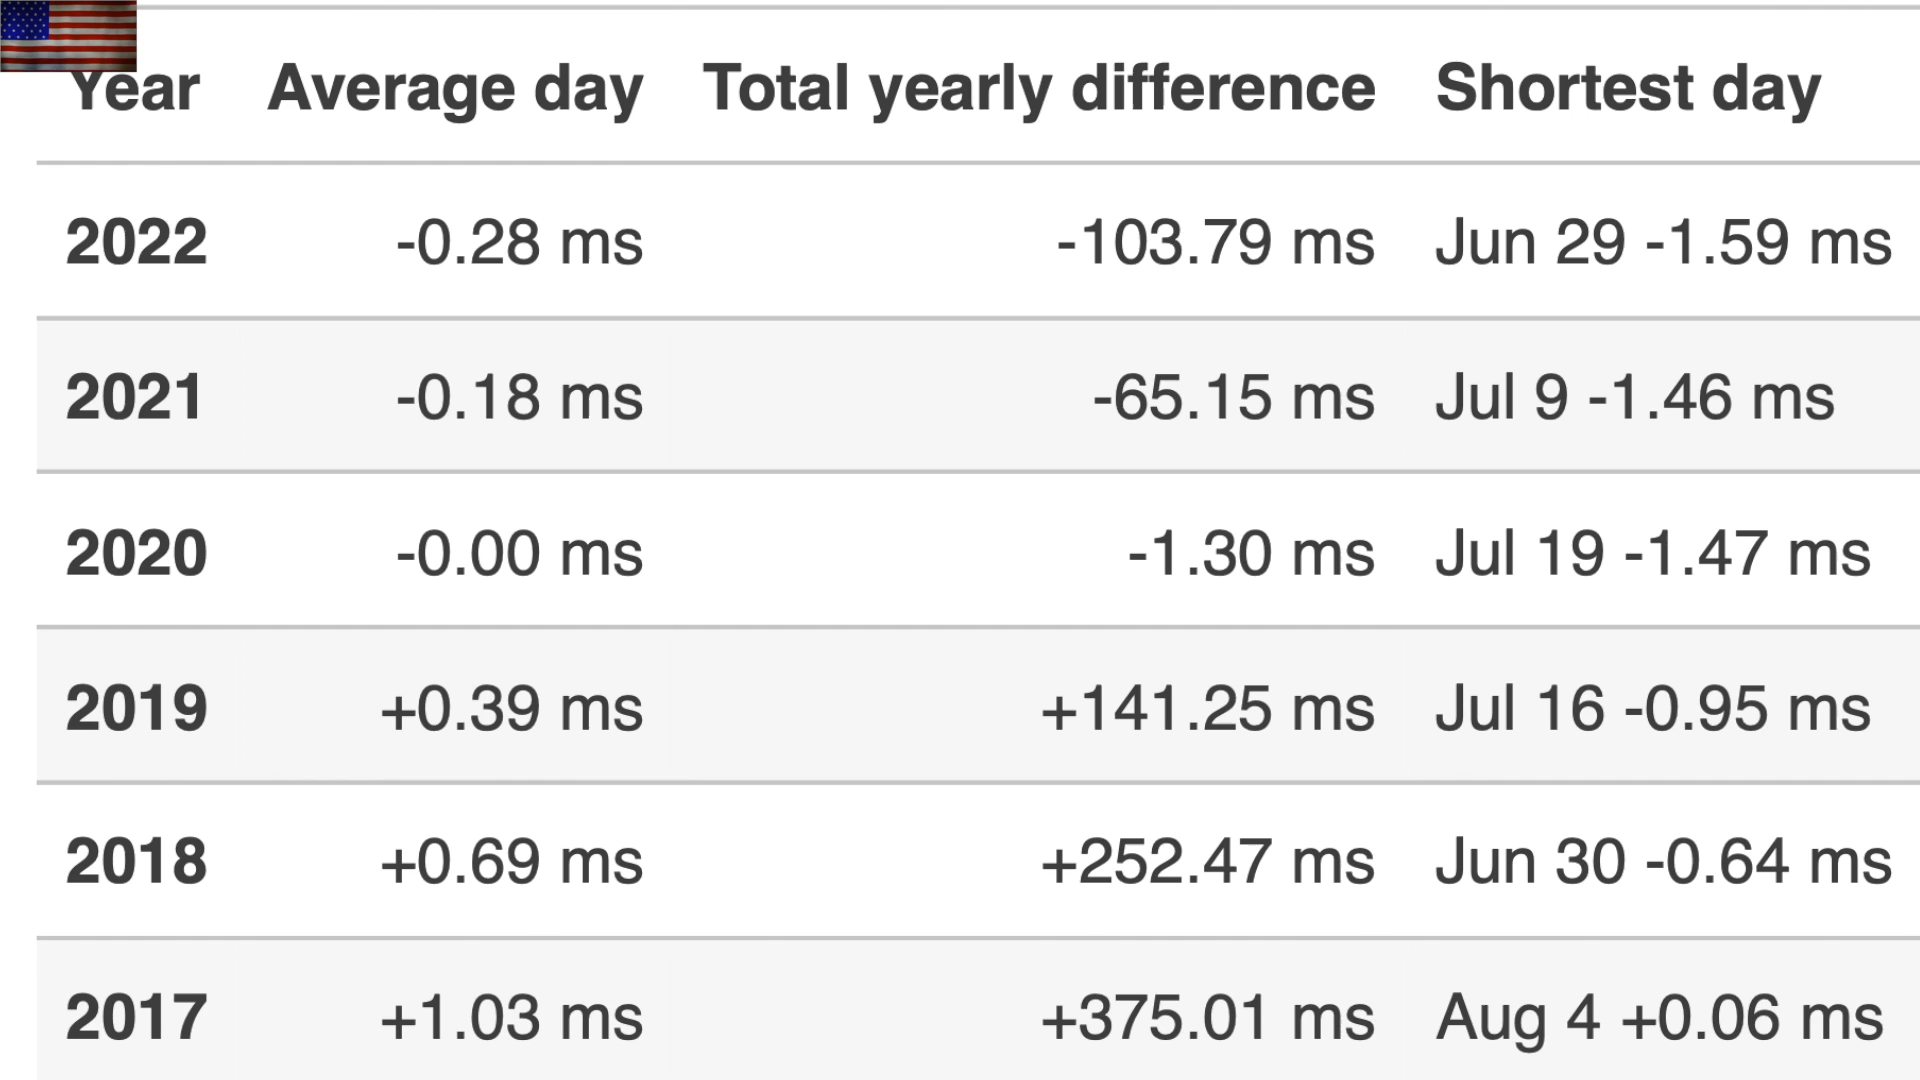 Year Average day Total yearly difference Shortest day
2022 -0.28 ms -103.79 ms Jun 29 -1.59 ms
2021 -0.18 ms -65.15 ms Jul 9 -1.46 ms
2020 -0.00 ms -1.30 ms Jul 19 -1.47 ms
2019 +0.39 ms +141.25 ms Jul 16 -0.95 ms
2018 +0.69 ms +252.47 ms Jun 30 -0.64 ms
2017 +1.03 ms +375.01 ms Aug 4 +0.06 ms